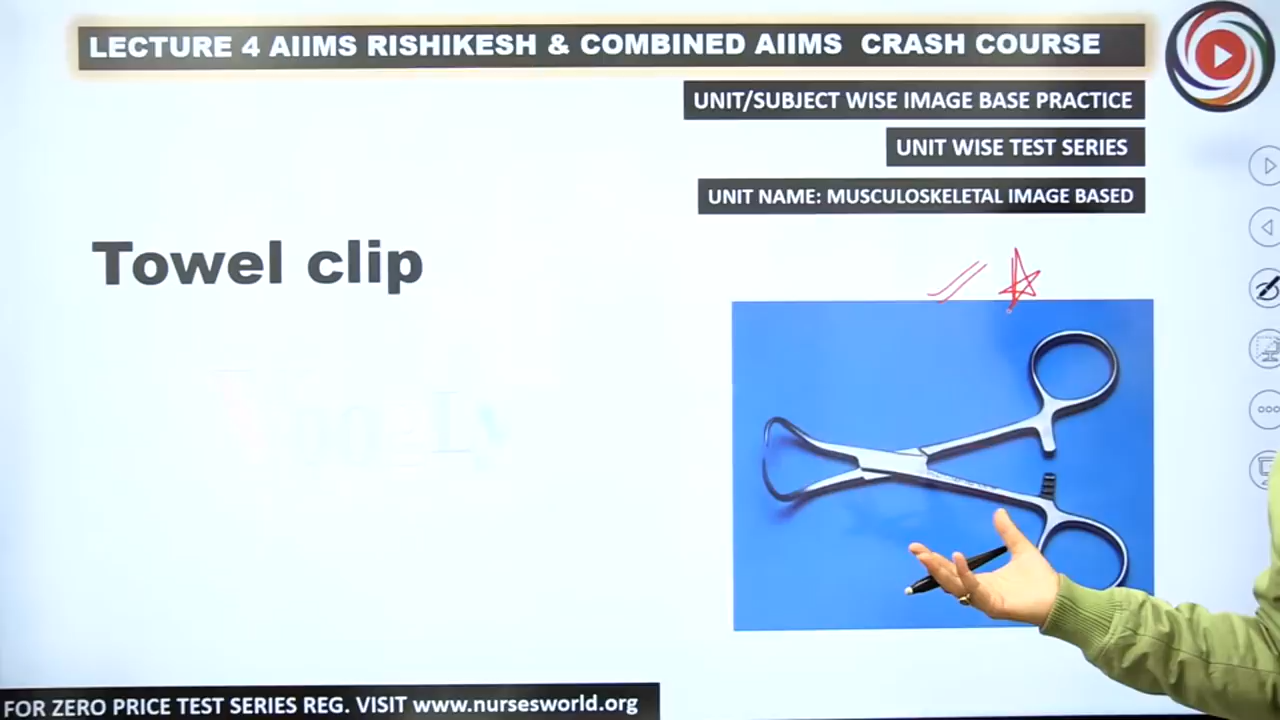 LECTURE 4 AIIMS RISHIKESH & COMBINED AIIMS CRASH COURSE
UNIT/SUBJECT WISE IMAGE BASE PRACTICE
UNIT WISE TEST SERIES
UNIT NAME: MUSCULOSKELETAL IMAGE BASED
Towel clip
FOR ZERO PRICE TEST SERIES REG. VISIT www.nursesworld.org